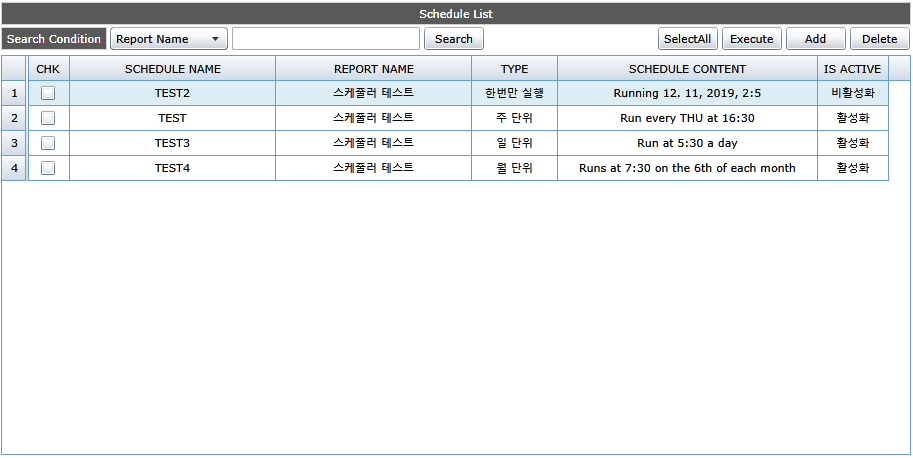 Schedule List
Search Condition Report Name Search SelectAll Execute Add Delete
CHK SCHEDULE NAME REPORT NAME TYPE SCHEDULE CONTENT IS ACTIVE
1 TEST2 스케쥴러 테스트 한번만 실행 Running 12. 11, 2019, 2:5 비활성화
2 TEST 스케쥴러 테스트 주 단위 Run every THU at 16:30 활성화
3 TEST3 스케쥴러 테스트 일 단위 Run at 5:30 a day 활성화
4 TEST4 스케쥴러 테스트 월 단위 Runs at 7:30 on the 6th of each month 활성화